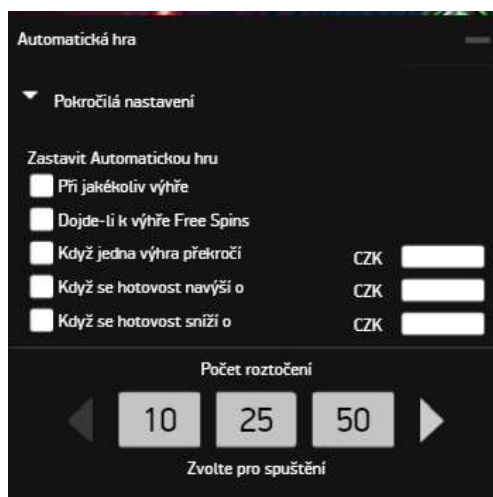 Automatická hra
Pokročilá nastavení
Zastavit Automatickou hru
Při jakékoliv výhře
Dojde-li k výhře Free Spins
Když jedna výhra překročí CZK
Když se hotovost navýší o CZK
Když se hotovost sníží o CZK
Počet roztočení
10 25 50
Zvolte pro spuštění